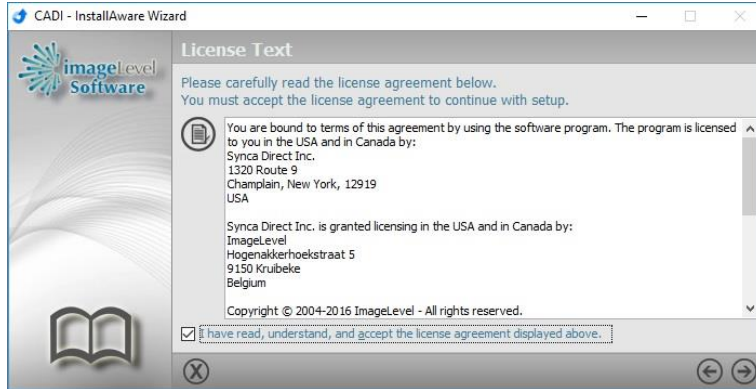 CADI - InstallAware Wizard
imageLevel
Software
License Text
Please carefully read the license agreement below.
You must accept the license agreement to continue with setup.
You are bound to terms of this agreement by using the software program. The program is licensed
to you in the USA and in Canada by:
Synca Direct Inc.
1320 Route 9
Champlain, New York, 12919
USA
Synca Direct Inc. is granted licensing in the USA and in Canada by:
ImageLevel
Hogenakkerhoekstraat 5
9150 Kruibeke
Belgium
Copyright © 2004-2016 ImageLevel - All rights reserved.
I have read, understand, and accept the license agreement displayed above.